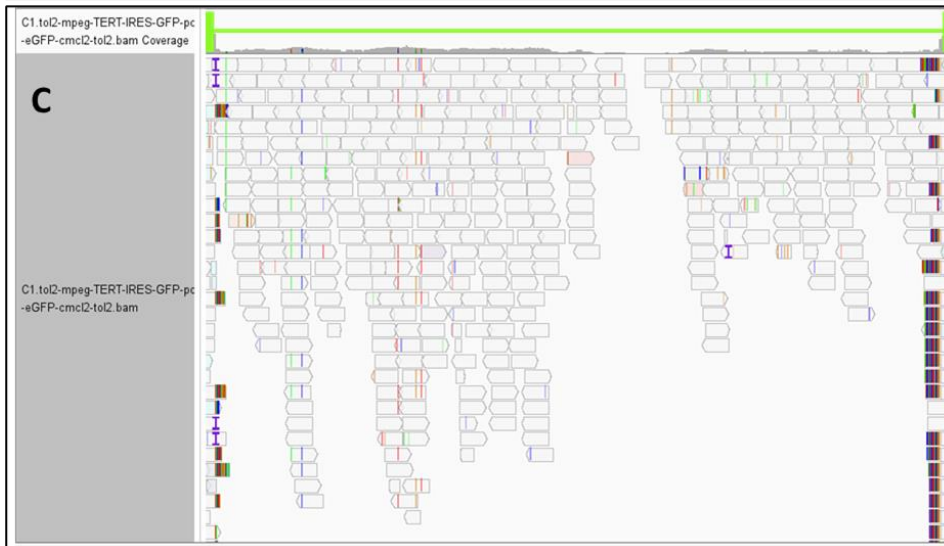 C1.tol2-mpeg-TERT-IRES-GFP-pc
-eGFP-cmcl2-tol2.bam Coverage
C
C1.tol2-mpeg-TERT-IRES-GFP-pc
-eGFP-cmcl2-tol2.bam